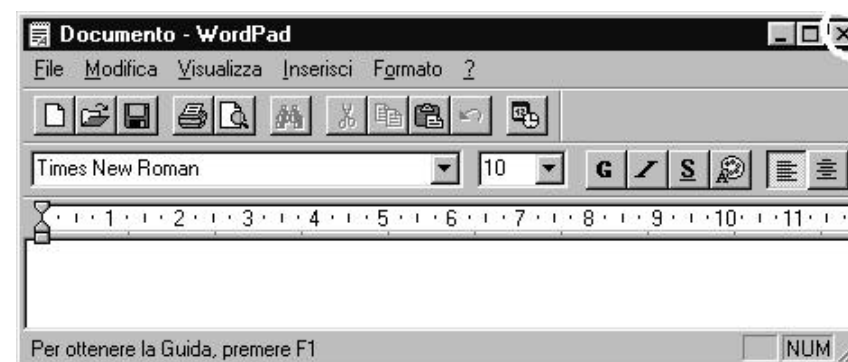 Documento - WordPad
File Modifica Visualizza Inserisci Formato ?
Times New Roman 10 G I S
1 2 3 4 5 6 7 8 9 10 11
Per ottenere la Guida, premere F1 NUM